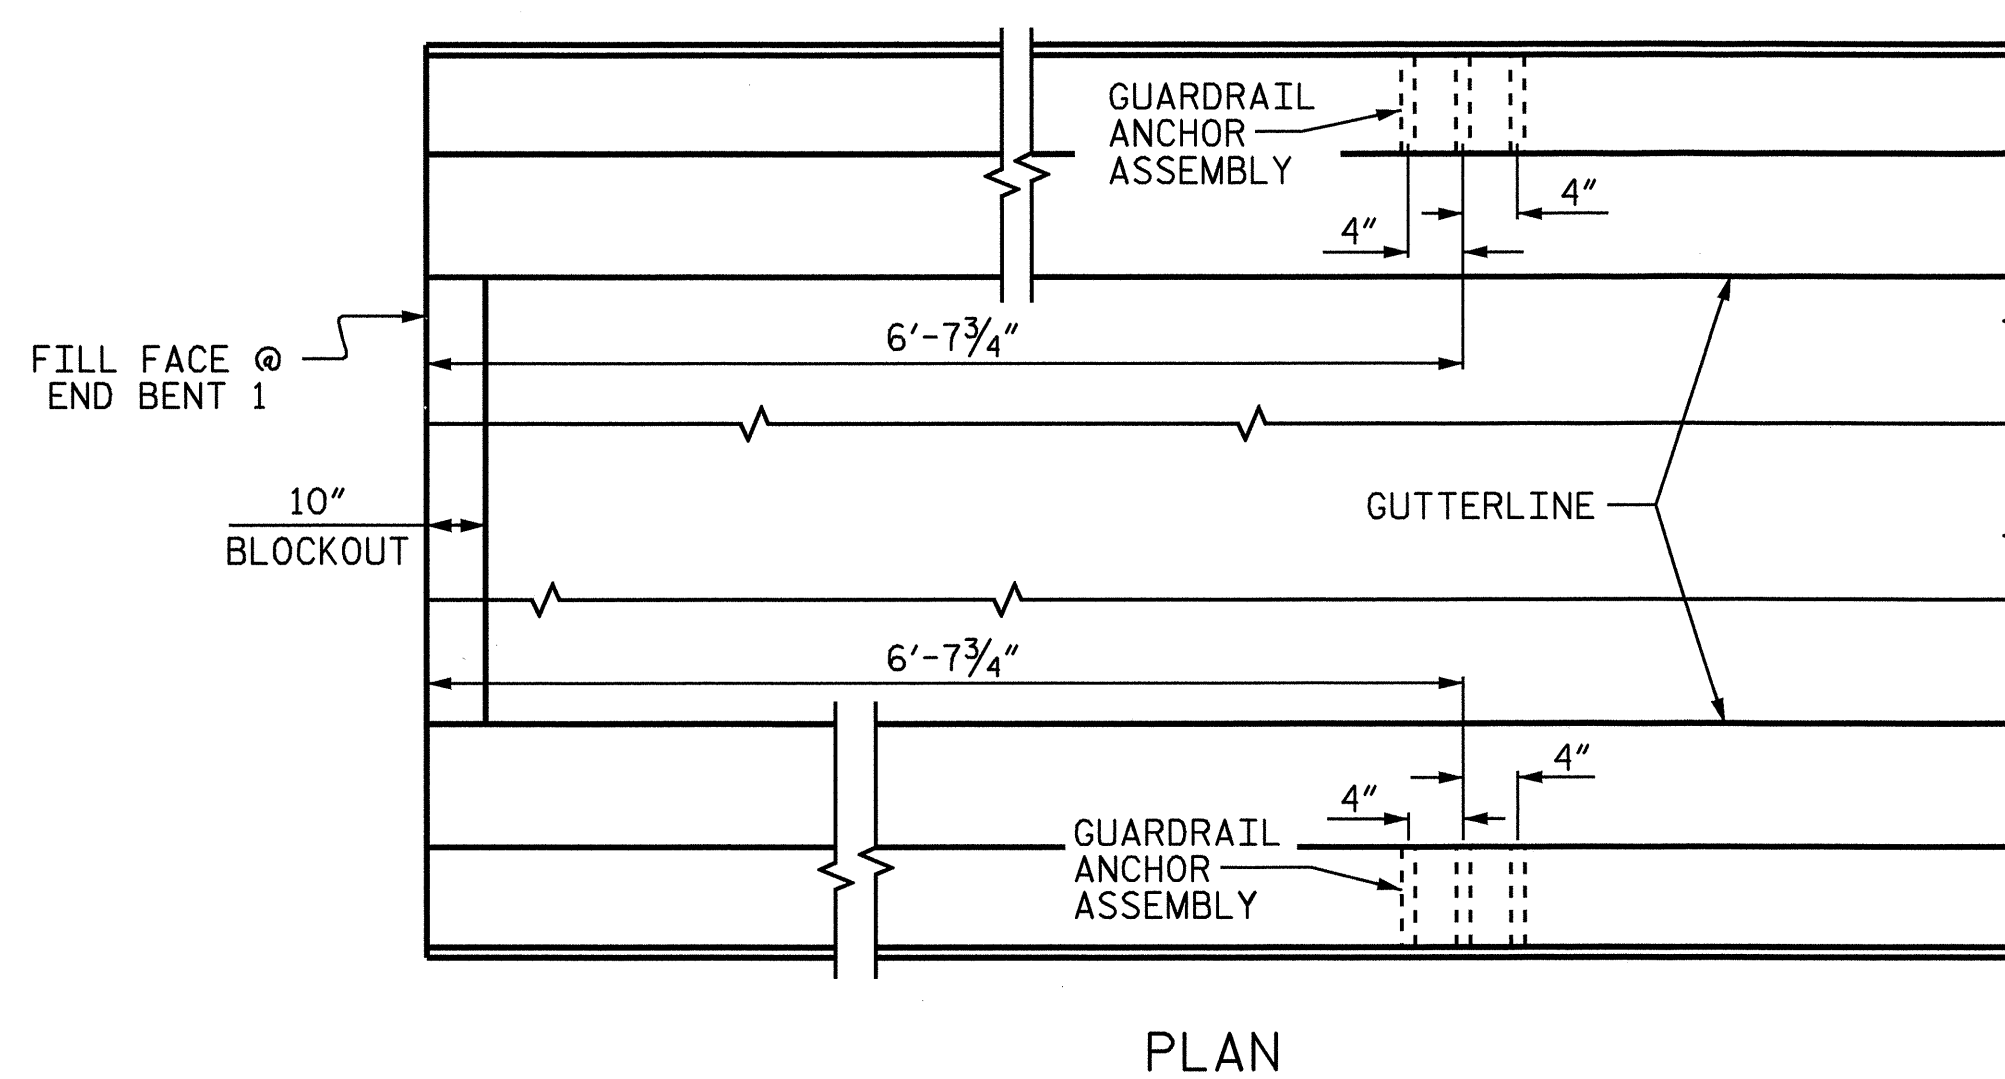 GUARDRAIL
ANCHOR
ASSEMBLY
4″
4″
6′-7¾″
FILL FACE @
END BENT 1
10″
BLOCKOUT
GUTTERLINE
6′-7¾″
4″
4″
GUARDRAIL
ANCHOR
ASSEMBLY
PLAN